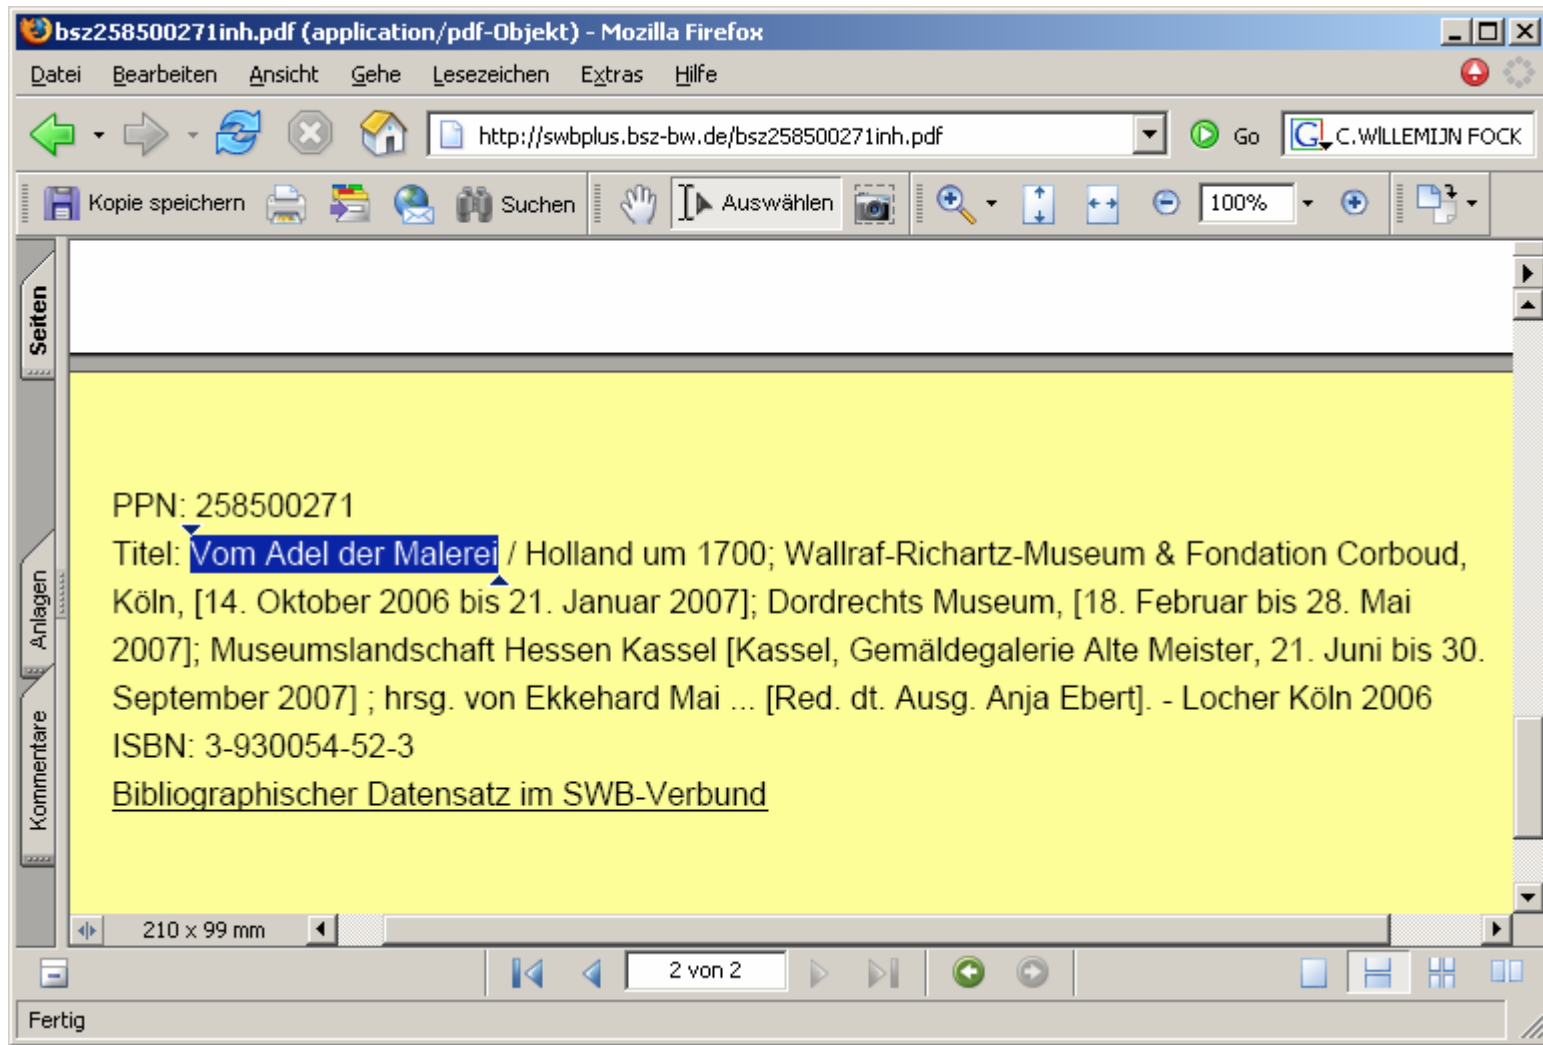 bsz258500271inh.pdf (application/pdf-Objekt) - Mozilla Firefox
Datei Bearbeiten Ansicht Gehe Lesezeichen Extras Hilfe
http://swbplus.bsz-bw.de/bsz258500271inh.pdf Go G C.WILLEMIJN FOCK
Kopie speichern Suchen Auswählen 100%
Seiten
PPN: 258500271
Titel: Vom Adel der Malerei / Holland um 1700; Wallraf-Richartz-Museum & Fondation Corboud,
Köln, [14. Oktober 2006 bis 21. Januar 2007]; Dordrechts Museum, [18. Februar bis 28. Mai
2007]; Museumslandschaft Hessen Kassel [Kassel, Gemäldegalerie Alte Meister, 21. Juni bis 30.
September 2007] ; hrsg. von Ekkehard Mai ... [Red. dt. Ausg. Anja Ebert]. - Locher Köln 2006
ISBN: 3-930054-52-3
Bibliographischer Datensatz im SWB-Verbund
Anlagen
Kommentare
210 x 99 mm
2 von 2
Fertig